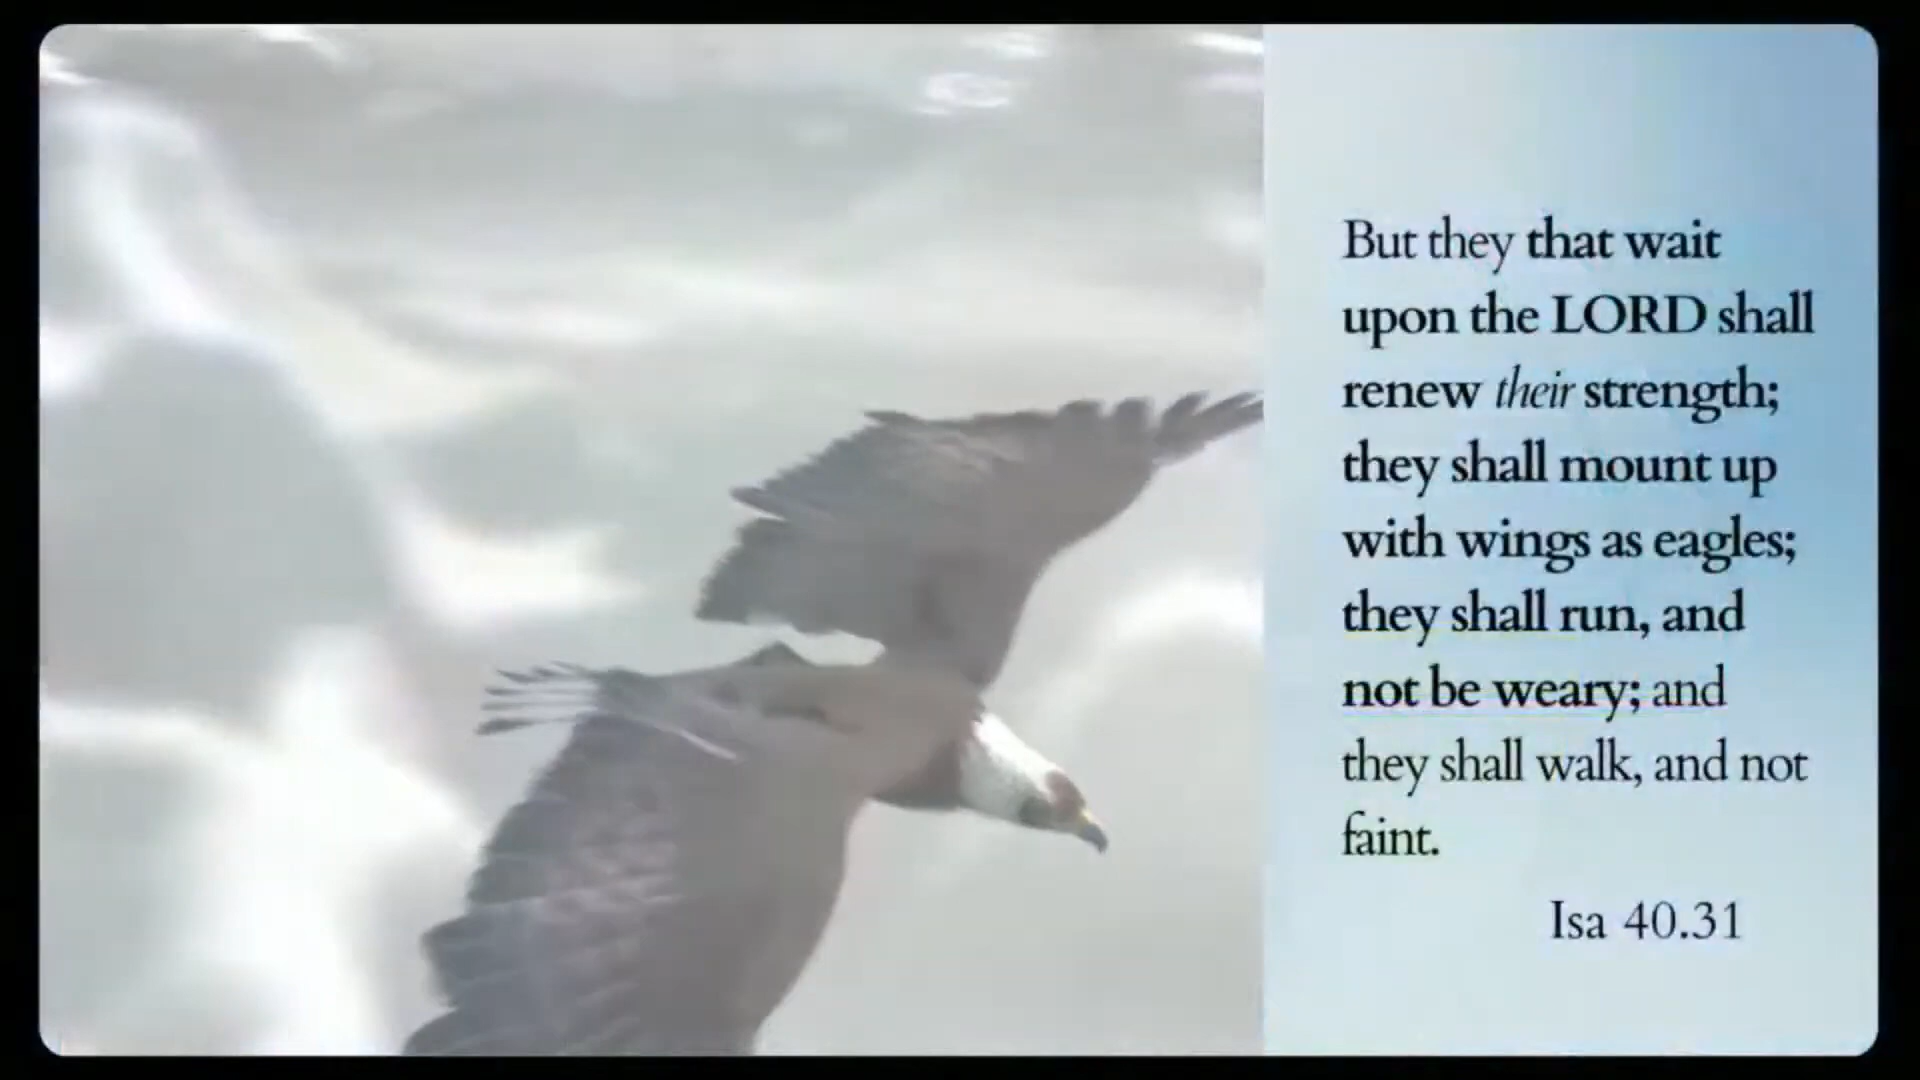 But they that wait
upon the LORD shall
renew their strength;
they shall mount up
with wings as eagles;
they shall run, and
not be weary; and
they shall walk, and not
faint.
Isa 40.31